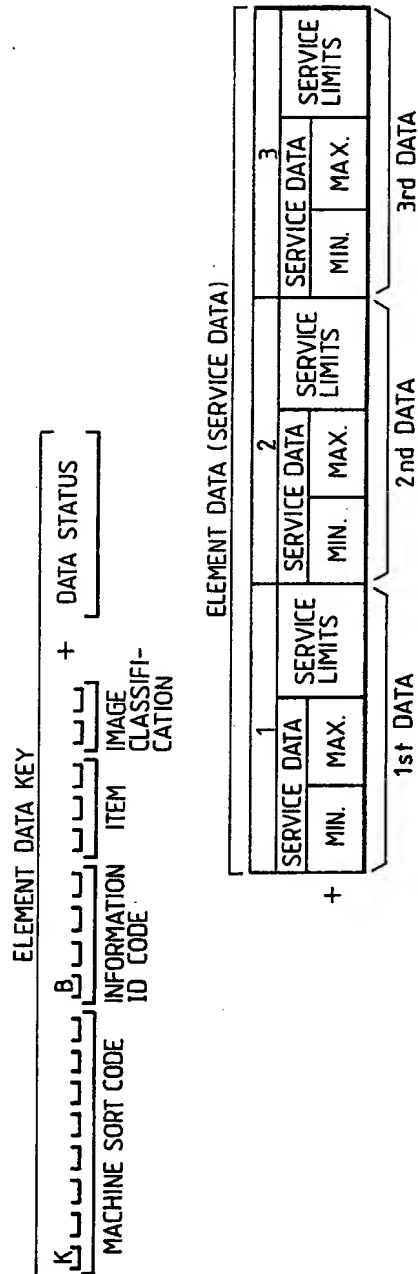 ELEMENT DATA KEY
K B + DATA STATUS
MACHINE SORT CODE
INFORMATION
ID CODE
ITEM
IMAGE
CLASSIFI-
CATION
ELEMENT DATA (SERVICE DATA)
1 2 3
+
SERVICE DATA
MIN. MAX.
SERVICE
LIMITS
SERVICE DATA
MIN. MAX.
SERVICE
LIMITS
SERVICE DATA
MIN. MAX.
SERVICE
LIMITS
1st DATA 2nd DATA 3rd DATA